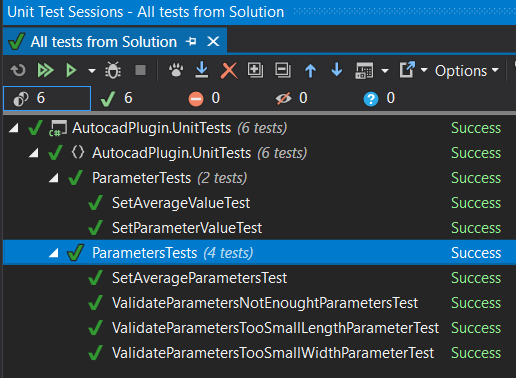 Unit Test Sessions - All tests from Solution
All tests from Solution
Options
6 6 0 0 0
AutocadPlugin.UnitTests (6 tests) Success
AutocadPlugin.UnitTests (6 tests) Success
ParameterTests (2 tests) Success
SetAverageValueTest Success
SetParameterValueTest Success
ParametersTests (4 tests) Success
SetAverageParametersTest Success
ValidateParametersNotEnoughtParametersTest Success
ValidateParametersTooSmallLengthParameterTest Success
ValidateParametersTooSmallWidthParameterTest Success